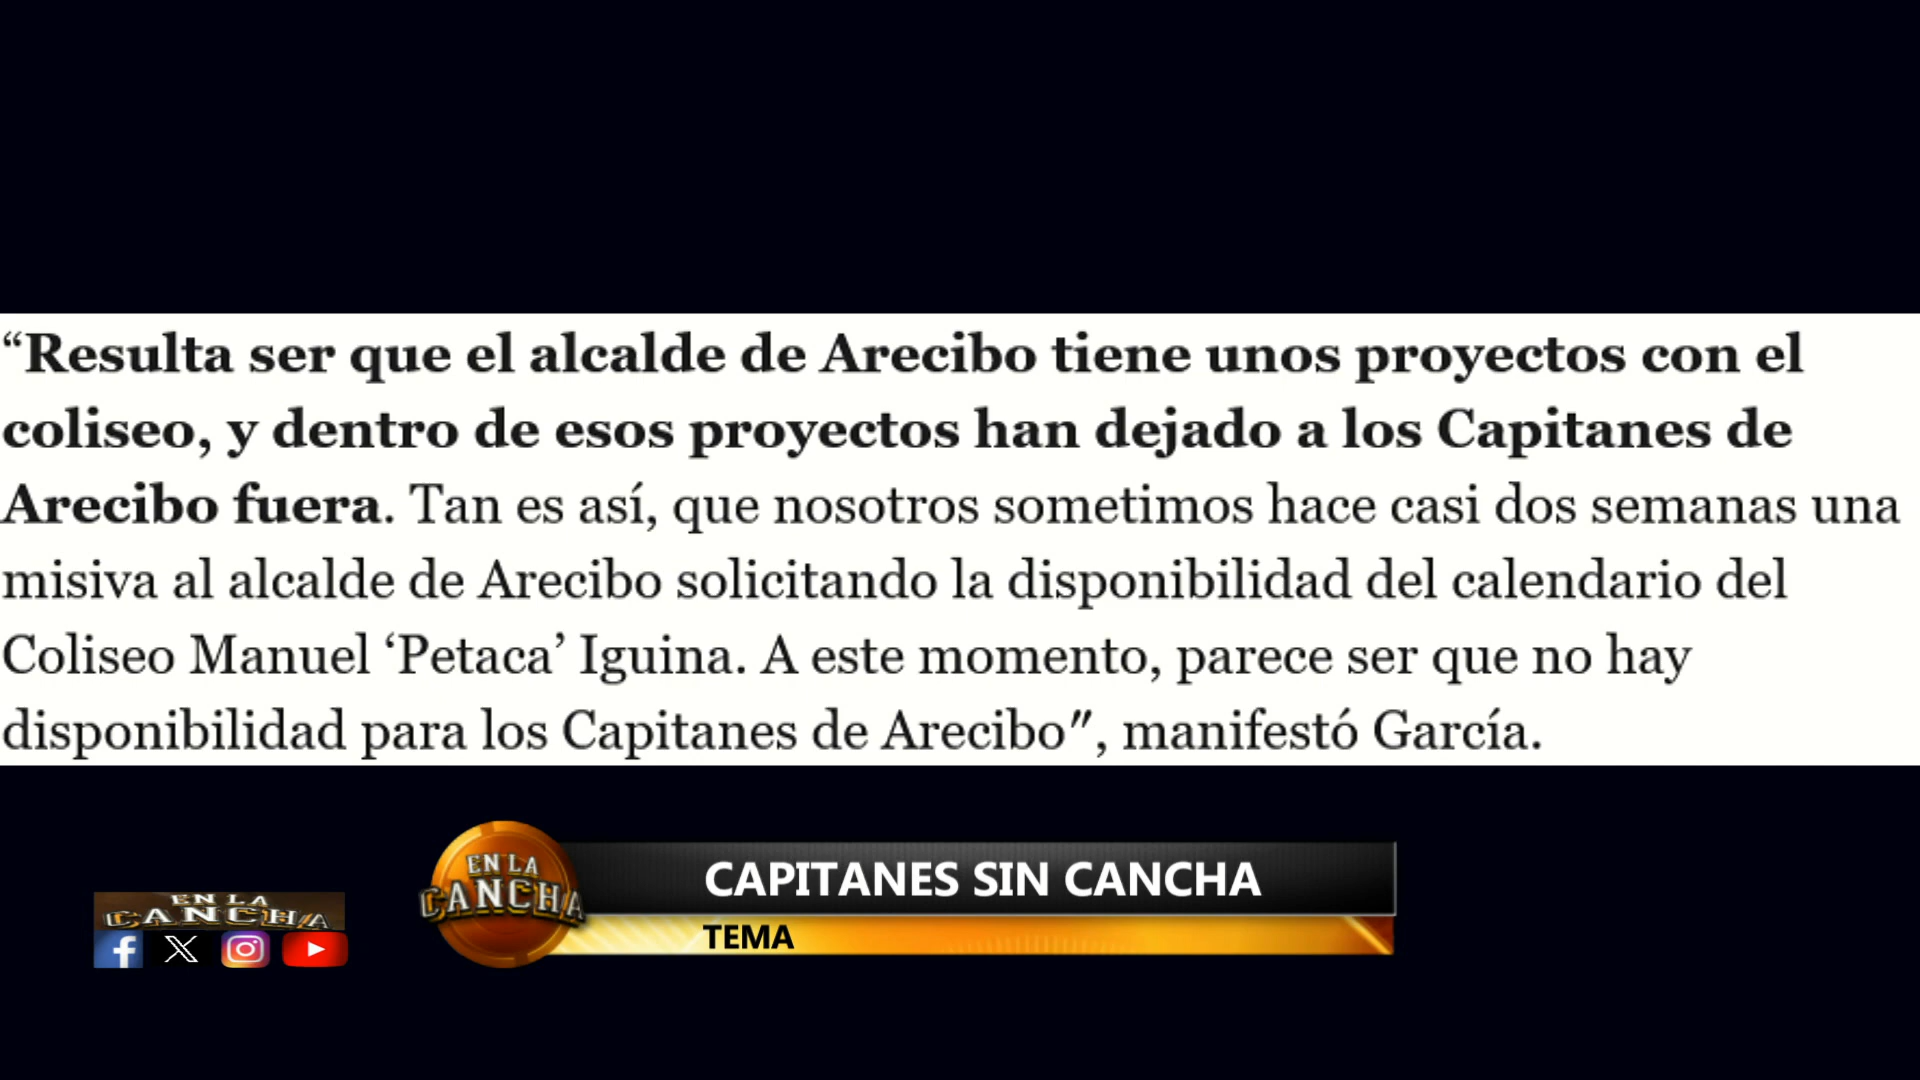 “Resulta ser que el alcalde de Arecibo tiene unos proyectos con el
coliseo, y dentro de esos proyectos han dejado a los Capitanes de
Arecibo fuera. Tan es así, que nosotros sometimos hace casi dos semanas una
misiva al alcalde de Arecibo solicitando la disponibilidad del calendario del
Coliseo Manuel ‘Petaca’ Iguina. A este momento, parece ser que no hay
disponibilidad para los Capitanes de Arecibo″, manifestó García.
EN LA
CANCHA
CAPITANES SIN CANCHA
TEMA
EN LA
CANCHA